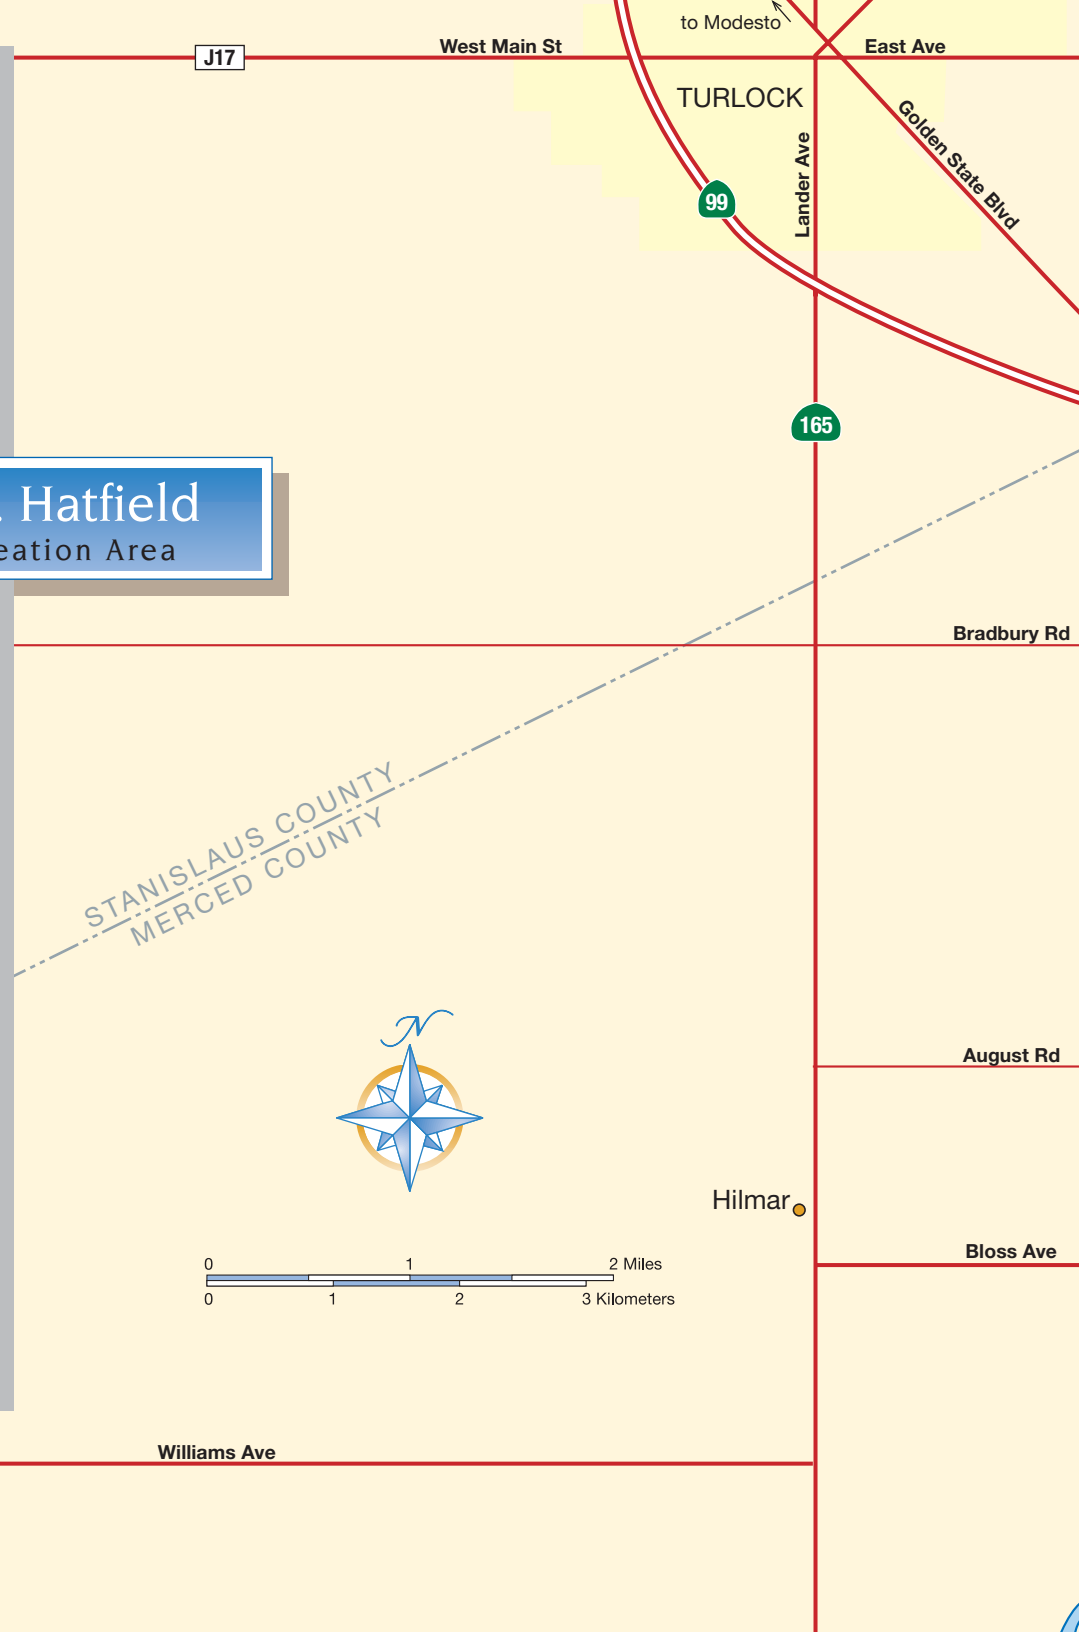 to Modesto
West Main St
East Ave
J17
TURLOCK
Golden State Blvd
Lander Ave
99
165
. Hatfield
eation Area
Bradbury Rd
STANISLAUS COUNTY
MERCED COUNTY
N
August Rd
Hilmar
Bloss Ave
0 1 2 Miles
0 1 2 3 Kilometers
Williams Ave